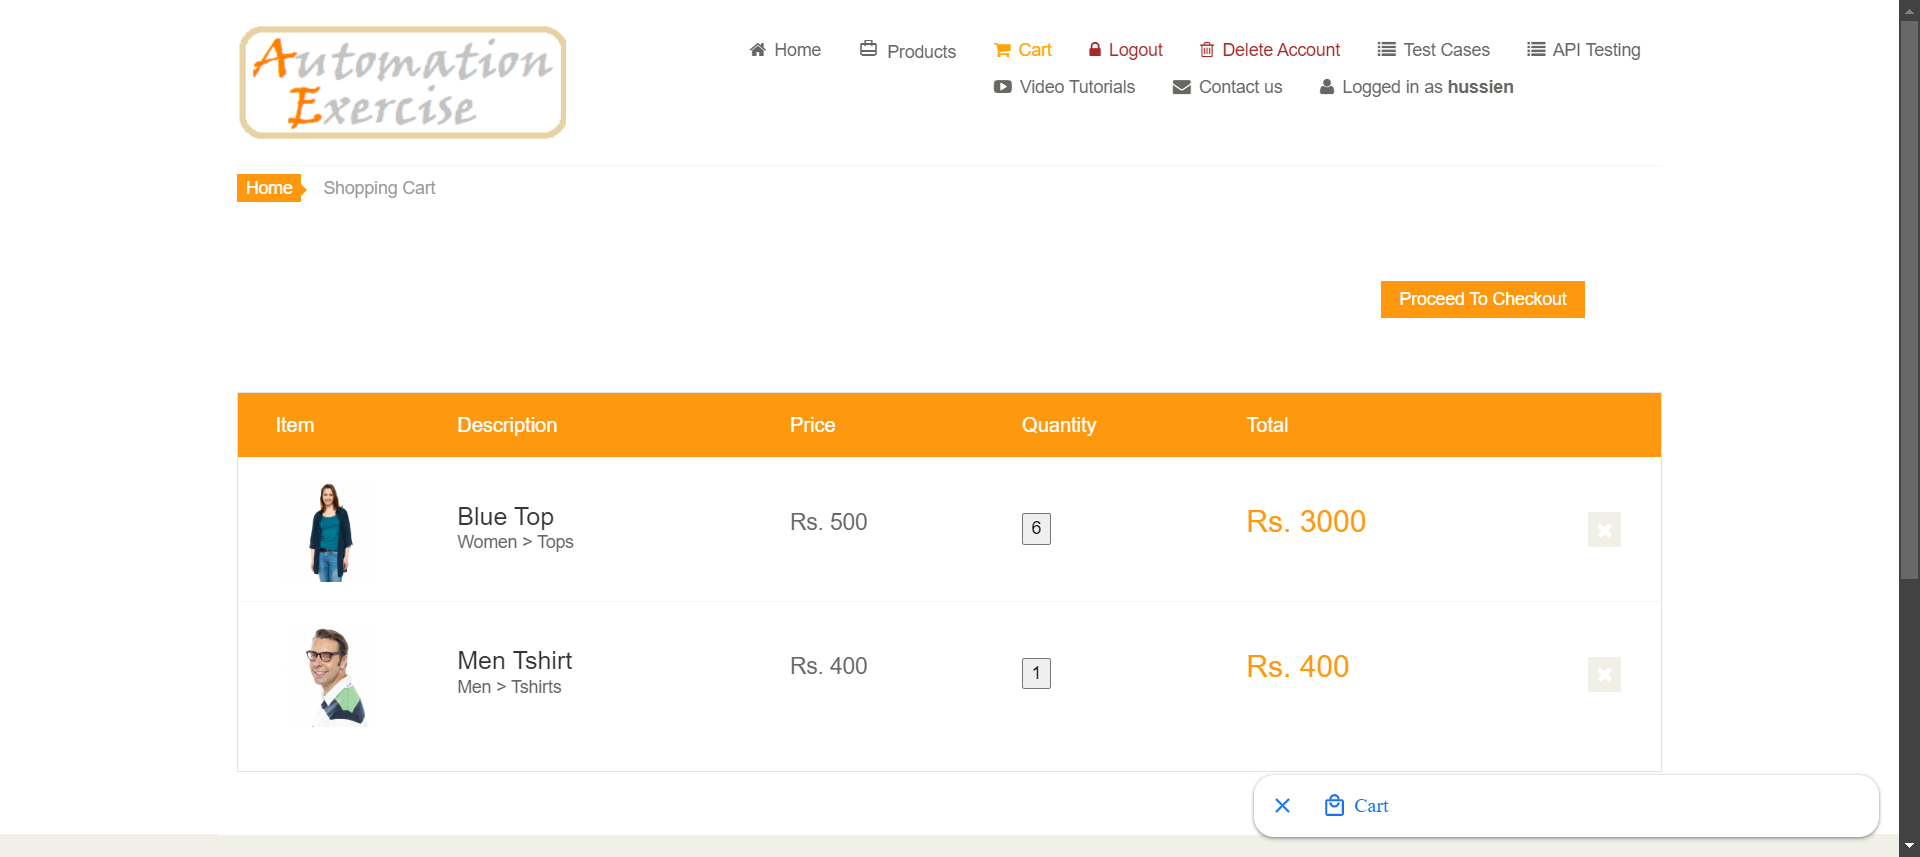 Automation
Exercise
Home Products Cart Logout Delete Account Test Cases API Testing
Video Tutorials Contact us Logged in as hussien
Home Shopping Cart
Proceed To Checkout
Item Description Price Quantity Total
Blue Top Rs. 500 6 Rs. 3000
Women > Tops
Men Tshirt Rs. 400 1 Rs. 400
Men > Tshirts
Cart